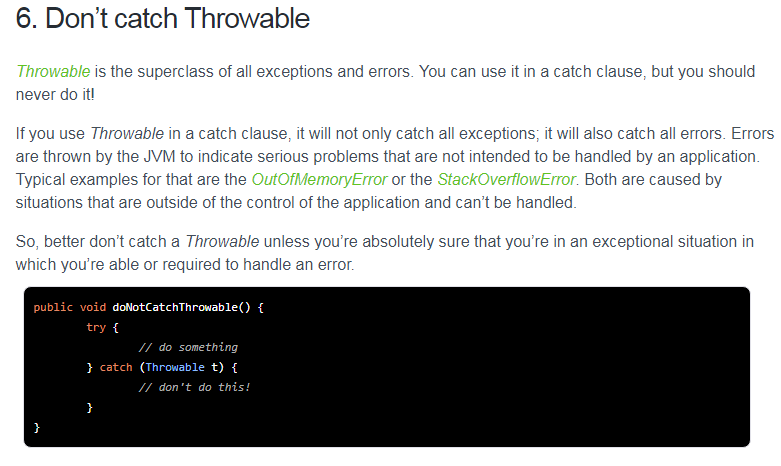 6. Don’t catch Throwable
Throwable is the superclass of all exceptions and errors. You can use it in a catch clause, but you should
never do it!
If you use Throwable in a catch clause, it will not only catch all exceptions; it will also catch all errors. Errors
are thrown by the JVM to indicate serious problems that are not intended to be handled by an application.
Typical examples for that are the OutOfMemoryError or the StackOverflowError. Both are caused by
situations that are outside of the control of the application and can’t be handled.
So, better don’t catch a Throwable unless you’re absolutely sure that you’re in an exceptional situation in
which you’re able or required to handle an error.
public void doNotCatchThrowable() {
try {
// do something
} catch (Throwable t) {
// don't do this!
}
}